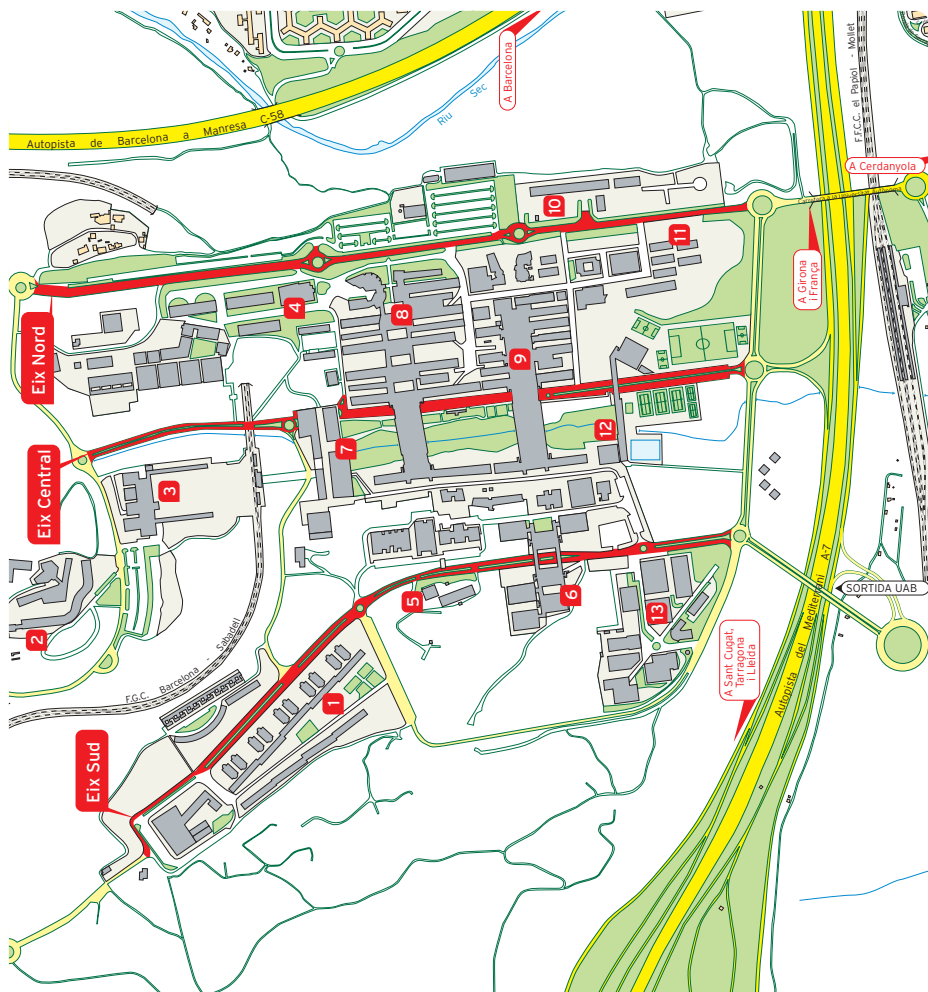 A Barcelona
Riu Sec
Autopista de Barcelona a Manresa C-58
F.F.C.C. el Papiol - Mollet
A Cerdanyola
A Girona
i França
Eix Nord
Eix Central
Eix Sud
F.G.C. Barcelona - Sabadell
1
2
3
4
5
6
7
8
9
10
11
12
13
A Sant Cugat,
Tarragona
i Lleida
Autopista del Mediterrani A7
SORTIDA UAB